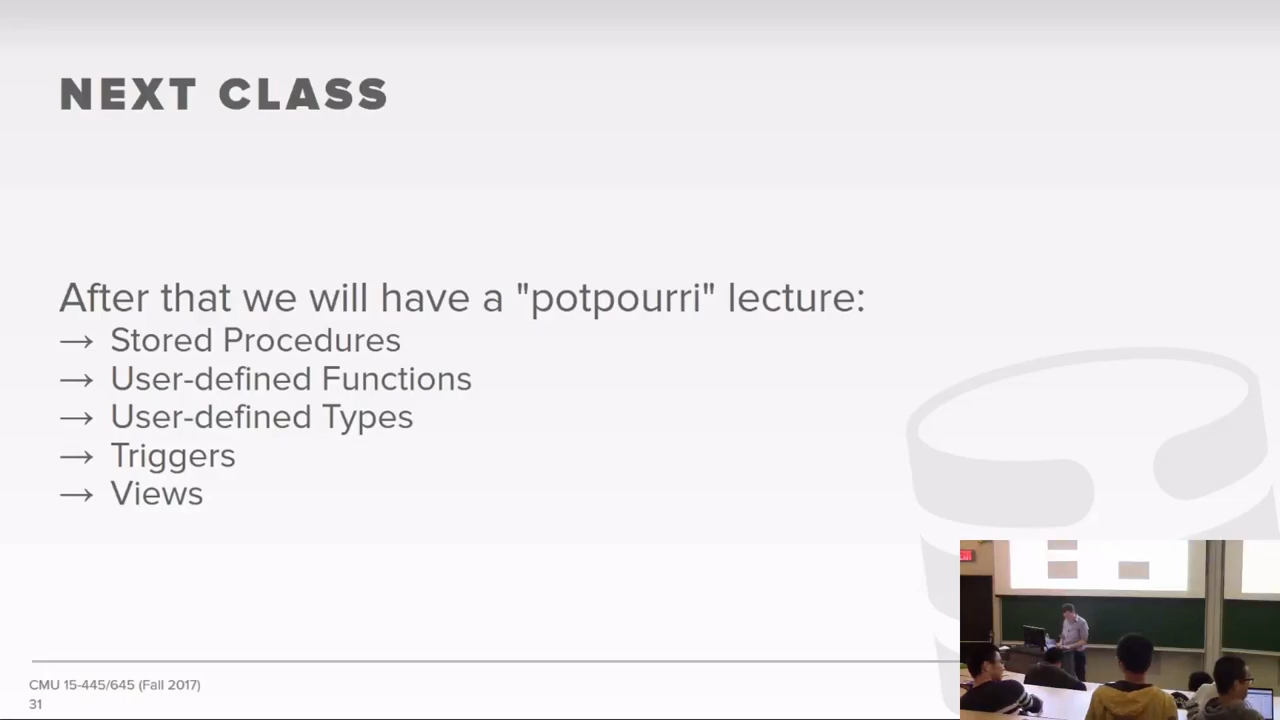 NEXT CLASS
After that we will have a "potpourri" lecture:
→ Stored Procedures
→ User-defined Functions
→ User-defined Types
→ Triggers
→ Views
CMU 15-445/645 (Fall 2017)
31